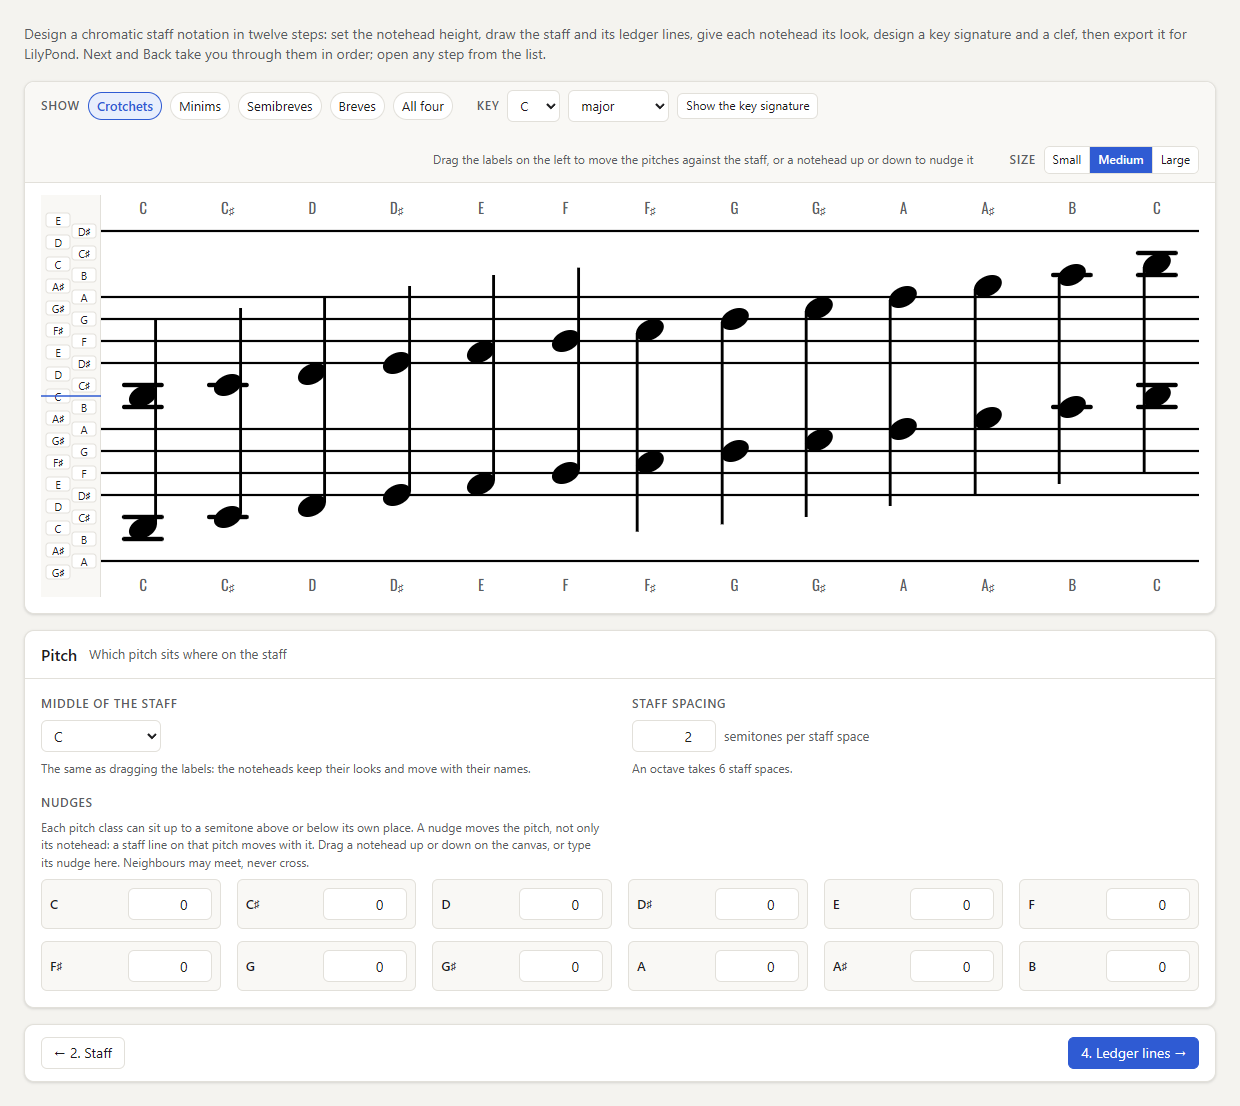 Design a chromatic staff notation in twelve steps: set the notehead height, draw the staff and its ledger lines, give each notehead its look, design a key signature and a clef, then export it for
LilyPond. Next and Back take you through them in order; open any step from the list.
SHOW Crotchets Minims Semibreves Breves All four KEY C major Show the key signature
Drag the labels on the left to move the pitches against the staff, or a notehead up or down to nudge it SIZE Small Medium Large
C C♯ D D♯ E F F♯ G G♯ A A♯ B C
E
D♯
D
C♯
C
B
A♯
A
G♯
G
F♯
F
E
D♯
D
C♯
C
B
A♯
A
G♯
G
F♯
F
E
D♯
D
C♯
C
B
A♯
A
G♯
C C♯ D D♯ E F F♯ G G♯ A A♯ B C
Pitch Which pitch sits where on the staff
MIDDLE OF THE STAFF
C
The same as dragging the labels: the noteheads keep their looks and move with their names.
STAFF SPACING
2 semitones per staff space
An octave takes 6 staff spaces.
NUDGES
Each pitch class can sit up to a semitone above or below its own place. A nudge moves the pitch, not only
its notehead: a staff line on that pitch moves with it. Drag a notehead up or down on the canvas, or type
its nudge here. Neighbours may meet, never cross.
C 0 C♯ 0 D 0 D♯ 0 E 0 F 0
F♯ 0 G 0 G♯ 0 A 0 A♯ 0 B 0
← 2. Staff
4. Ledger lines →